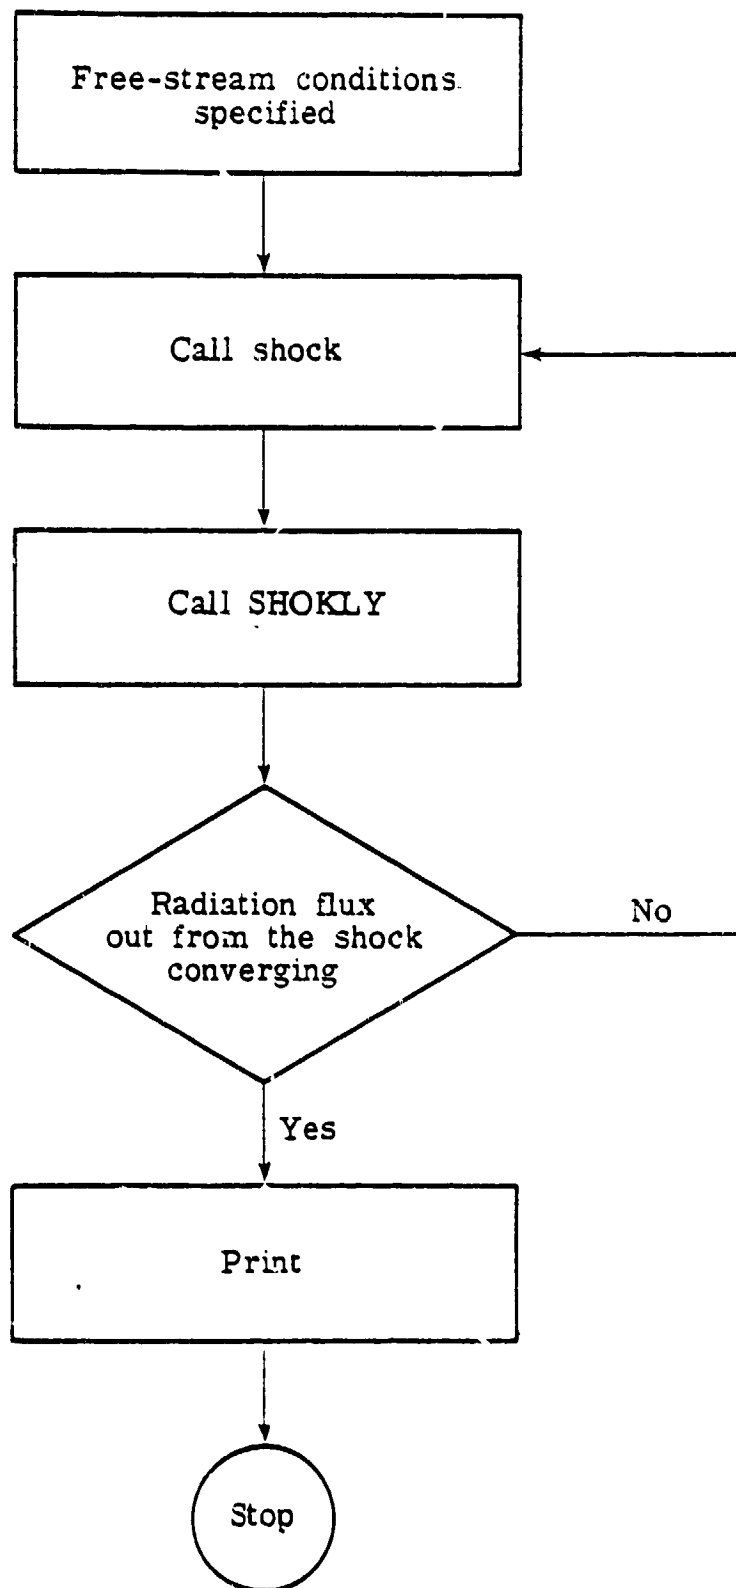 Free-stream conditions
specified
Call shock
Call SHOKLY
Radiation flux
out from the shock
converging
No
Yes
Print
Stop